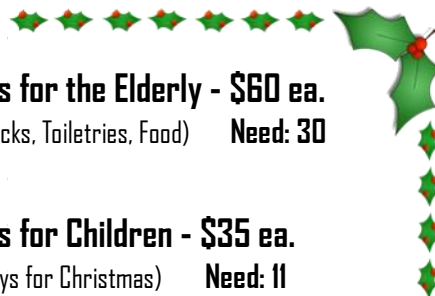 s for the Elderly - $60 ea.
cks, Toiletries, Food) Need: 30
s for Children - $35 ea.
ys for Christmas) Need: 11